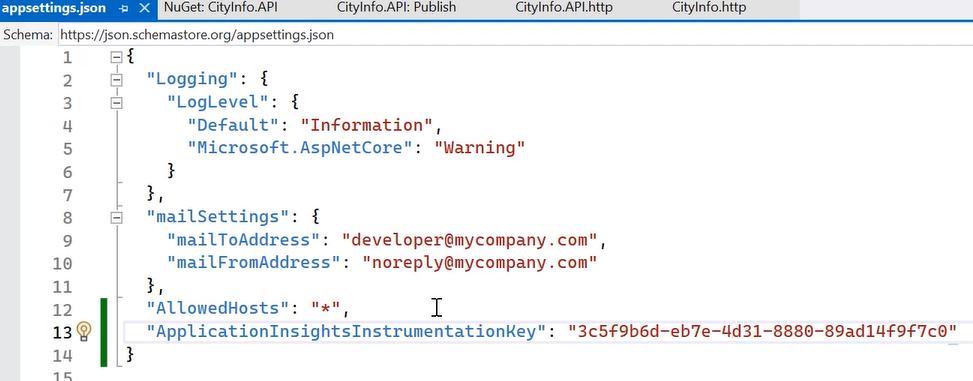 appsettings.json NuGet: CityInfo.API CityInfo.API: Publish CityInfo.API.http CityInfo.http
Schema: https://json.schemastore.org/appsettings.json
1 {
2 "Logging": {
3 "LogLevel": {
4 "Default": "Information",
5 "Microsoft.AspNetCore": "Warning"
6 }
7 },
8 "mailSettings": {
9 "mailToAddress": "developer@mycompany.com",
10 "mailFromAddress": "noreply@mycompany.com"
11 },
12 "AllowedHosts": "*",
13 "ApplicationInsightsInstrumentationKey": "3c5f9b6d-eb7e-4d31-8880-89ad14f9f7c0"
14 }
15